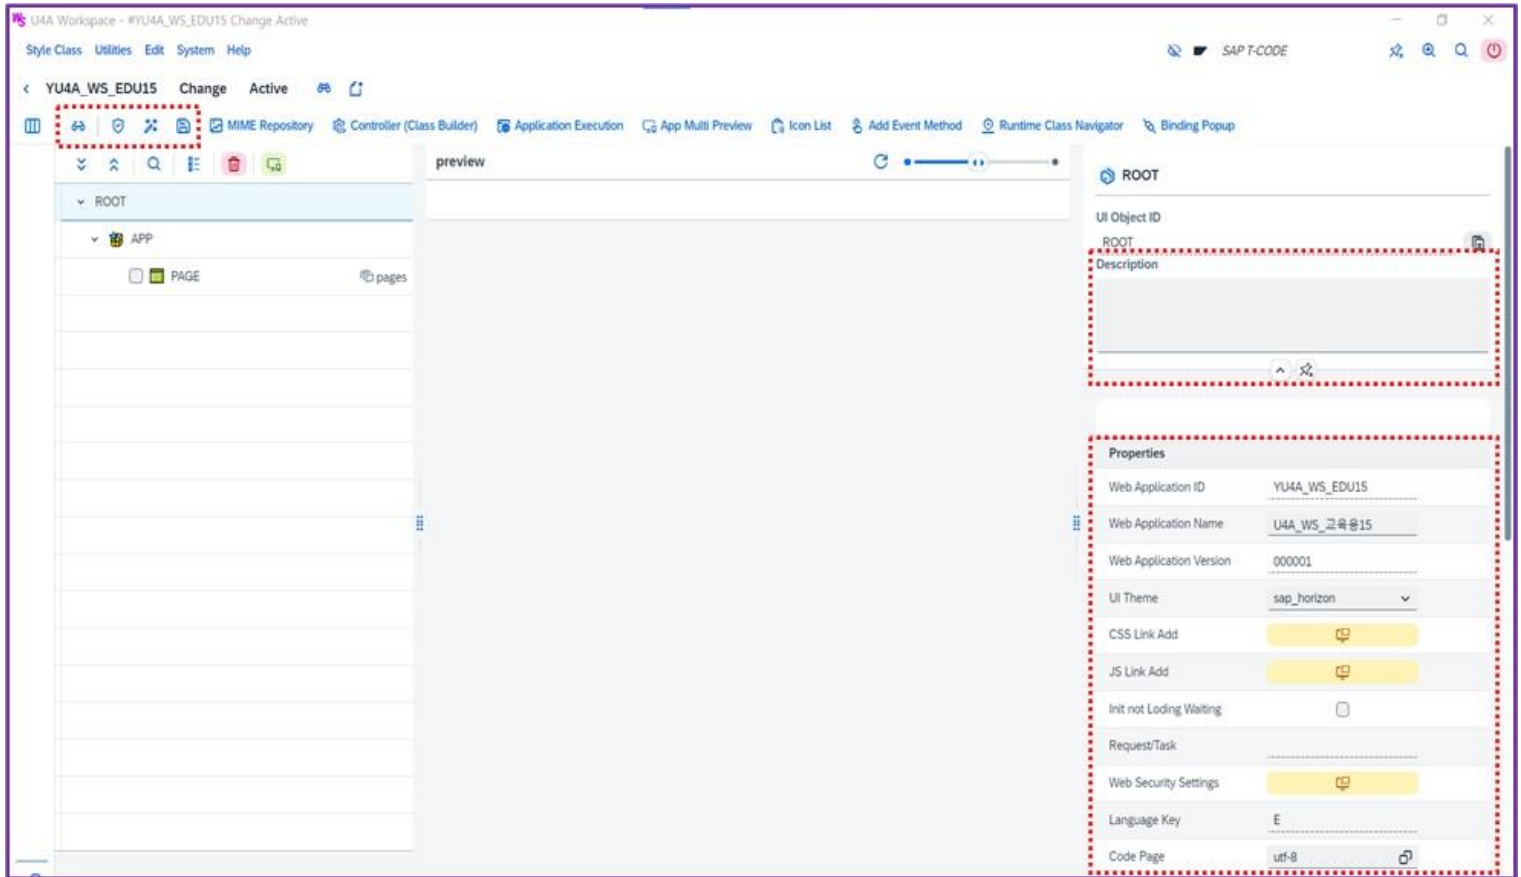 U4A Workspace - #YU4A_WS_EDU15 Change Active
Style Class Utilities Edit System Help
SAP T-CODE
YU4A_WS_EDU15 Change Active
MIME Repository Controller (Class Builder) Application Execution App Multi Preview Icon List Add Event Method Runtime Class Navigator Binding Popup
preview
ROOT
APP
PAGE pages
ROOT
UI Object ID
ROOT
Description
Properties
Web Application ID YU4A_WS_EDU15
Web Application Name U4A_WS_교육용15
Web Application Version 000001
UI Theme sap_horizon
CSS Link Add
JS Link Add
Init not Loding Waiting
Request/Task
Web Security Settings
Language Key E
Code Page utf-8